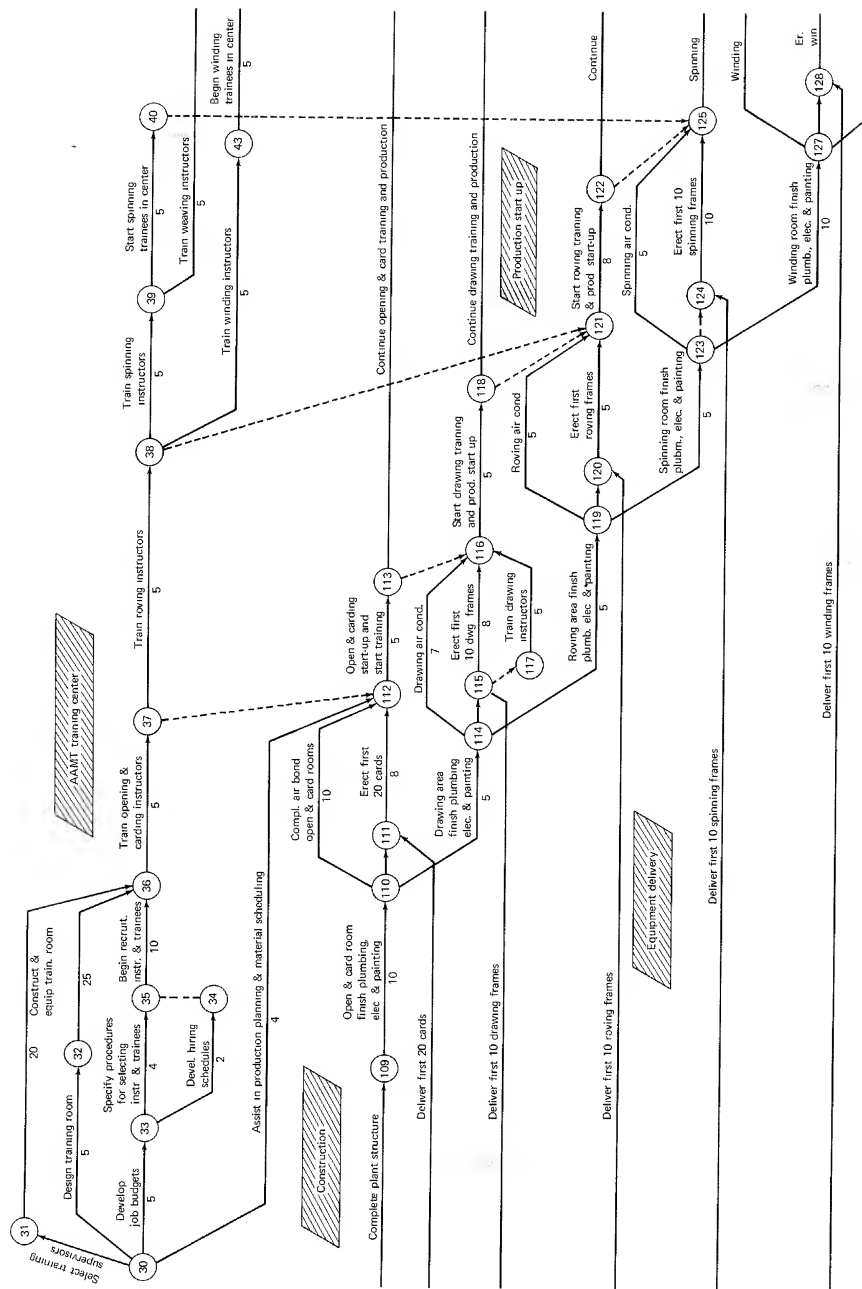 AAMT training center
31
Select training
supervisors
20
Construct &
equip train. room
Design training room
5
32
25
30
Develop
job budgets
5
33
Specify procedures
for selecting
instr & trainees
4
35
Begin recruit.
instr. & trainees
10
36
Devel. hiring
schedules
2
34
Train opening &
carding instructors
5
37
Train roving instructors
5
38
Train spinning
instructors
5
39
Start spinning
trainees in center
5
40
Train weaving instructors
5
Train winding instructors
5
43
Begin winding
trainees in center
5
Assist in production planning & material scheduling
4
Construction
Complete plant structure
109
Open & card room
finish plumbing,
elec & painting
10
110
111
Compl. air bond
open & card rooms
10
Erect first
20 cards
8
112
Open & carding
start-up and
start training
5
113
Continue opening & card training and production
Deliver first 20 cards
Drawing area
finish plumbing
elec. & painting
5
114
115
Drawing air cond.
7
Erect first
10 dwg frames
8
117
Train drawing
instructors
5
116
Start drawing training
and prod. start up
5
118
Continue drawing training and production
Deliver first 10 drawing frames
Production start up
Roving area finish
plumb. elec & painting
5
119
120
Roving air cond.
5
Erect first
roving frames
5
121
Start roving training
& prod start-up
8
122
Continue
Deliver first 10 roving frames
Equipment delivery
Spinning room finish
plubm., elec. & painting
5
123
124
Spinning air cond.
5
Erect first 10
spinning frames
10
125
Spinning
Deliver first 10 spinning frames
Winding room finish
plumb., elec. & painting
10
127
128
Winding
Er.
win
Deliver first 10 winding frames